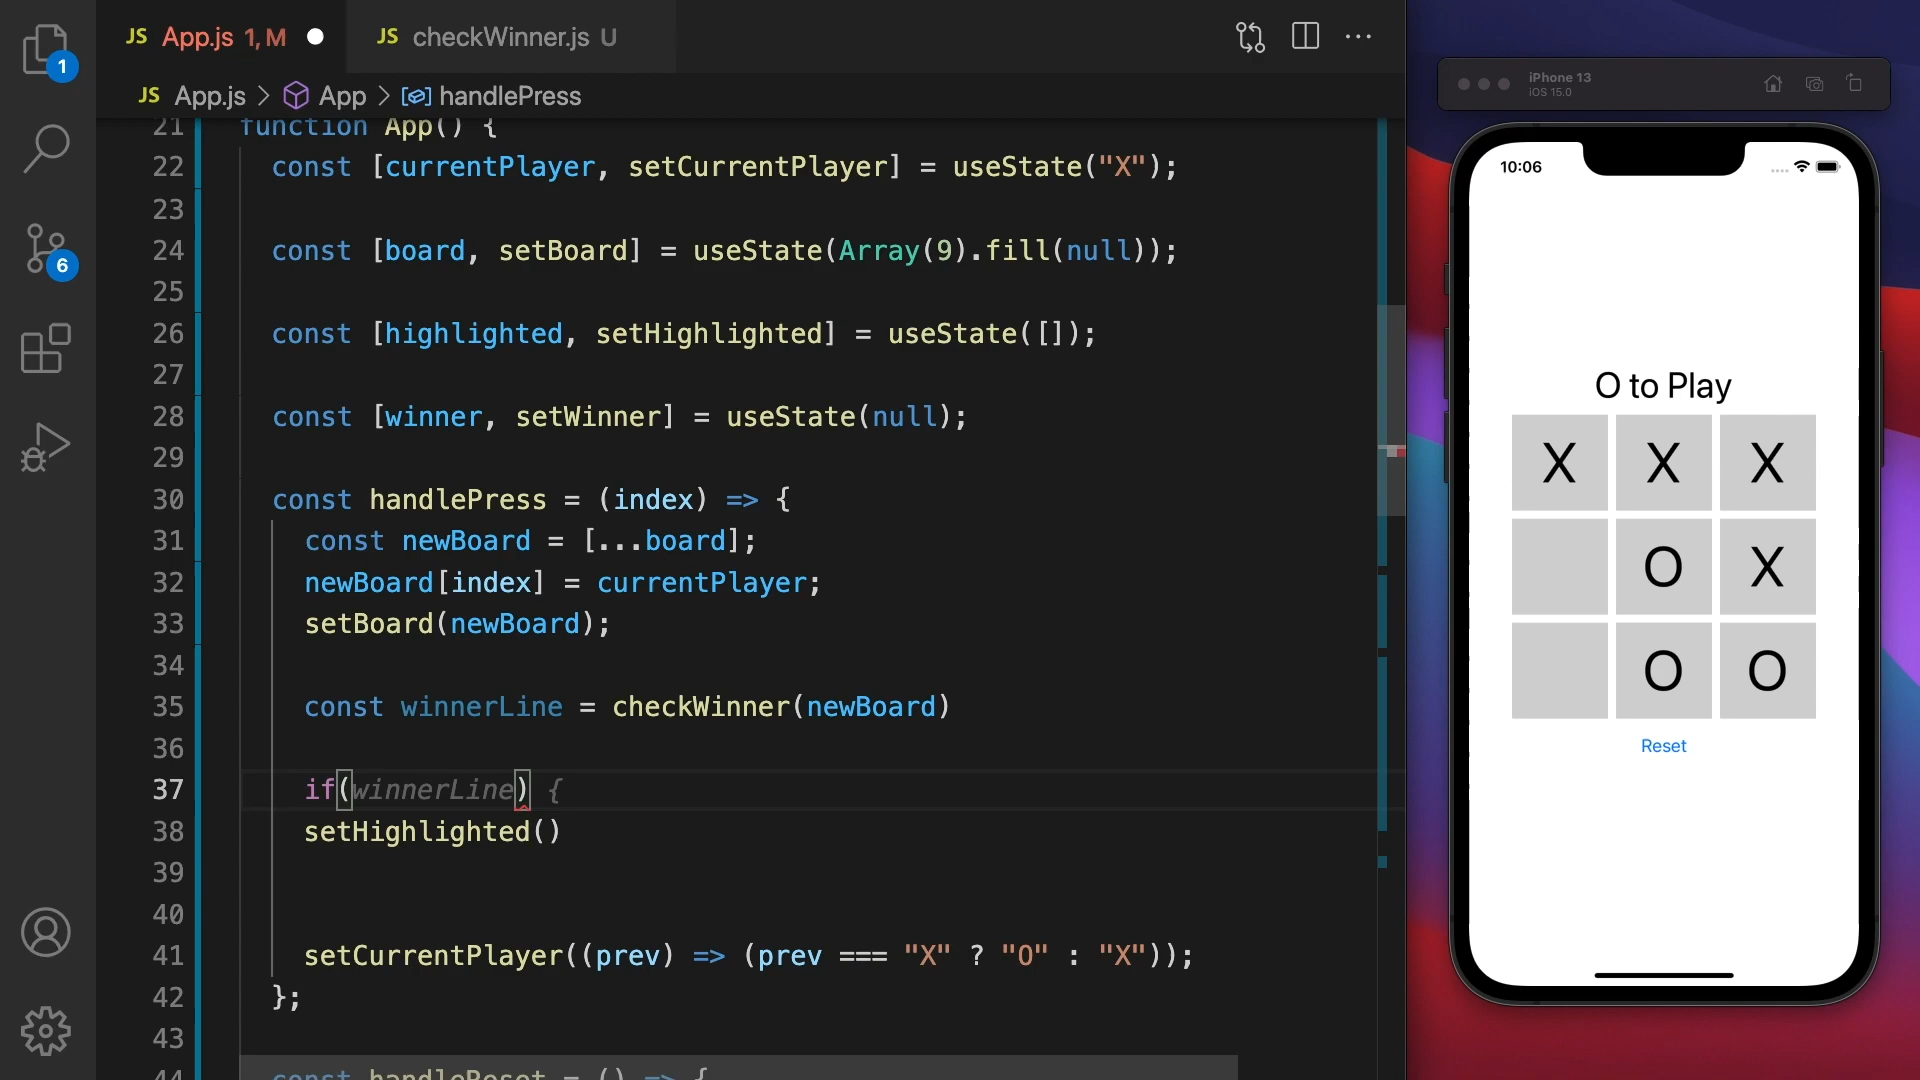 JS App.js 1, M
JS checkWinner.js U
JS App.js > App > handlePress
21 function App() {
22 const [currentPlayer, setCurrentPlayer] = useState("X");
23
24 const [board, setBoard] = useState(Array(9).fill(null));
25
26 const [highlighted, setHighlighted] = useState([]);
27
28 const [winner, setWinner] = useState(null);
29
30 const handlePress = (index) => {
31 const newBoard = [...board];
32 newBoard[index] = currentPlayer;
33 setBoard(newBoard);
34
35 const winnerLine = checkWinner(newBoard)
36
37 if(winnerLine) {
38 setHighlighted()
39
40
41 setCurrentPlayer((prev) => (prev === "X" ? "O" : "X"));
42 };
43
44 const handleReset = () => {
1
6
iPhone 13
iOS 15.0
10:06
O to Play
X X X
O X
O O
Reset